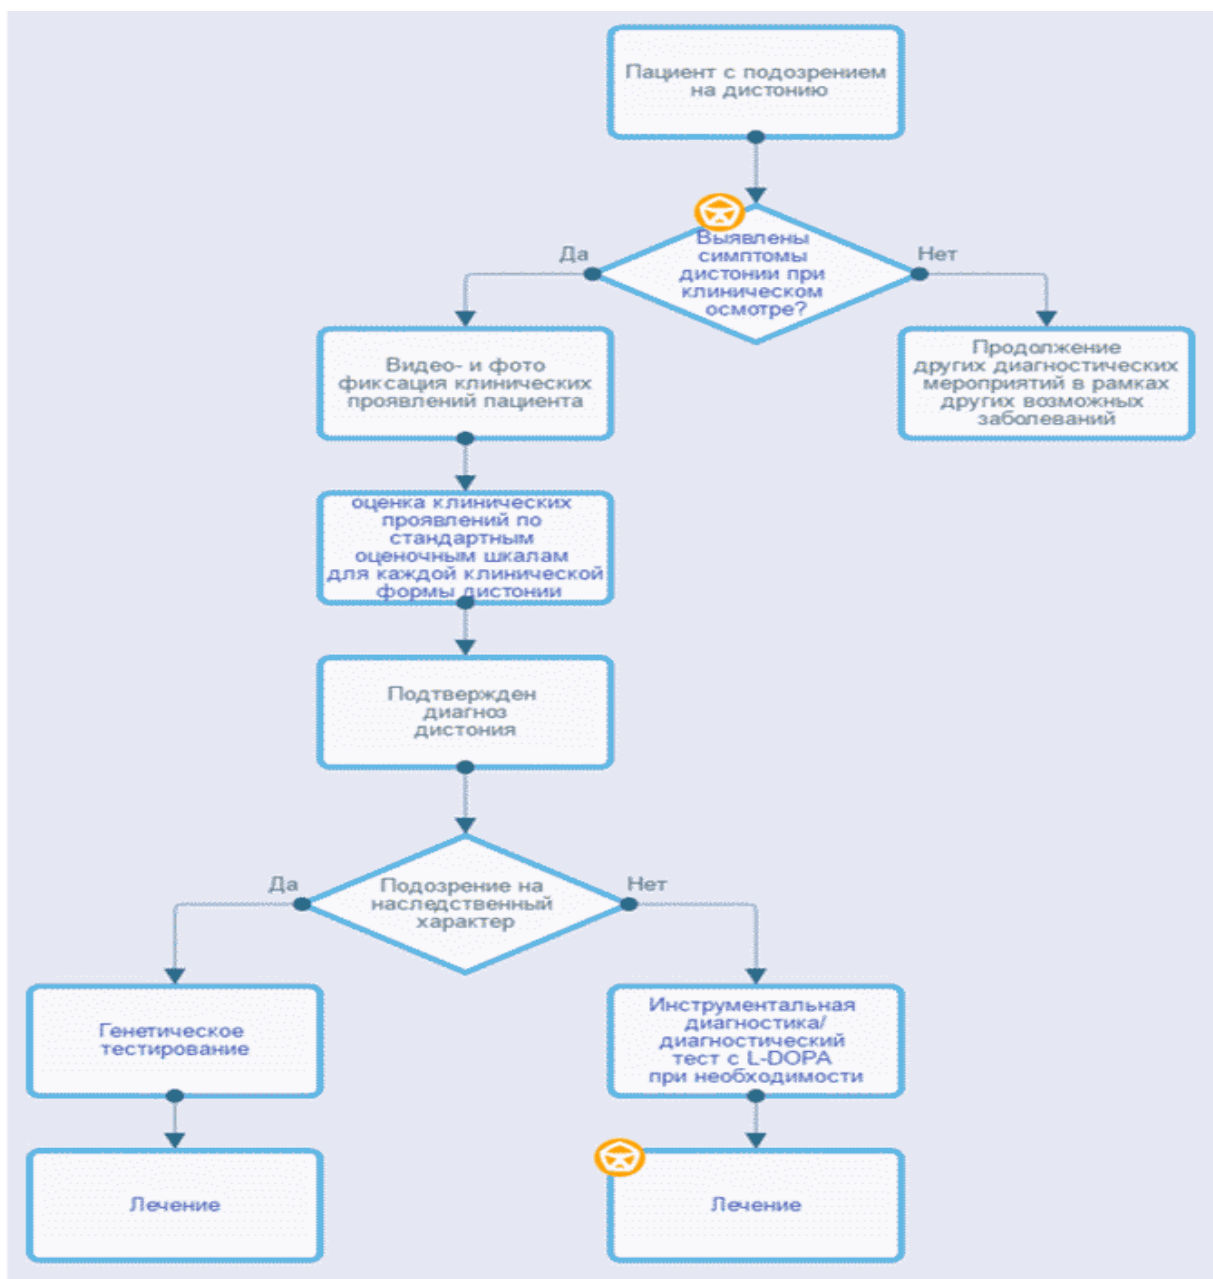 Пациент с подозрением
на дистонию
Выявлены
симптомы
дистонии при
клиническом
осмотре?
Да
Нет
Видео- и фото
фиксация клинических
проявлений пациента
Продолжение
других диагностических
мероприятий в рамках
других возможных
заболеваний
оценка клинических
проявлений по
стандартным
оценочным шкалам
для каждой клинической
формы дистонии
Подтвержден
диагноз
дистония
Подозрение на
наследственный
характер
Да
Нет
Генетическое
тестирование
Инструментальная
диагностика/
диагностический
тест с L-DOPA
при необходимости
Лечение
Лечение